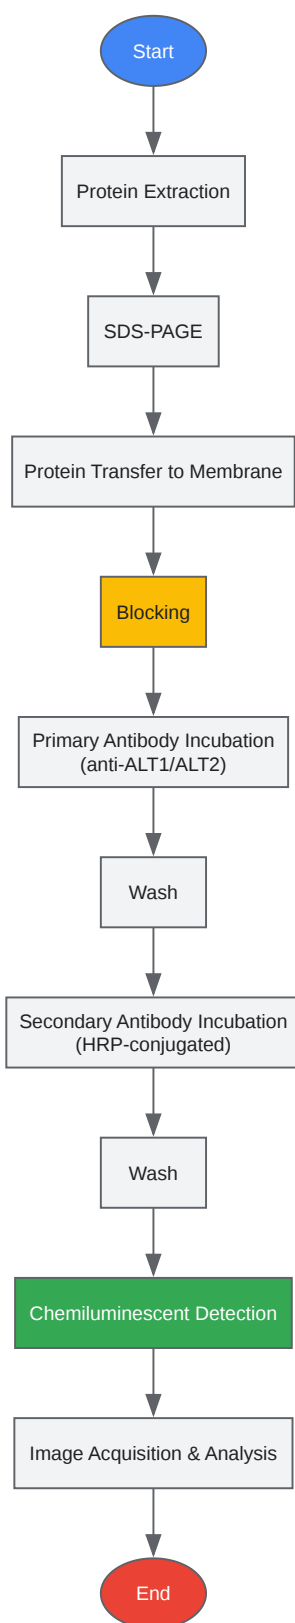 Start
Protein Extraction
SDS-PAGE
Protein Transfer to Membrane
Blocking
Primary Antibody Incubation
(anti-ALT1/ALT2)
Wash
Secondary Antibody Incubation
(HRP-conjugated)
Wash
Chemiluminescent Detection
Image Acquisition & Analysis
End